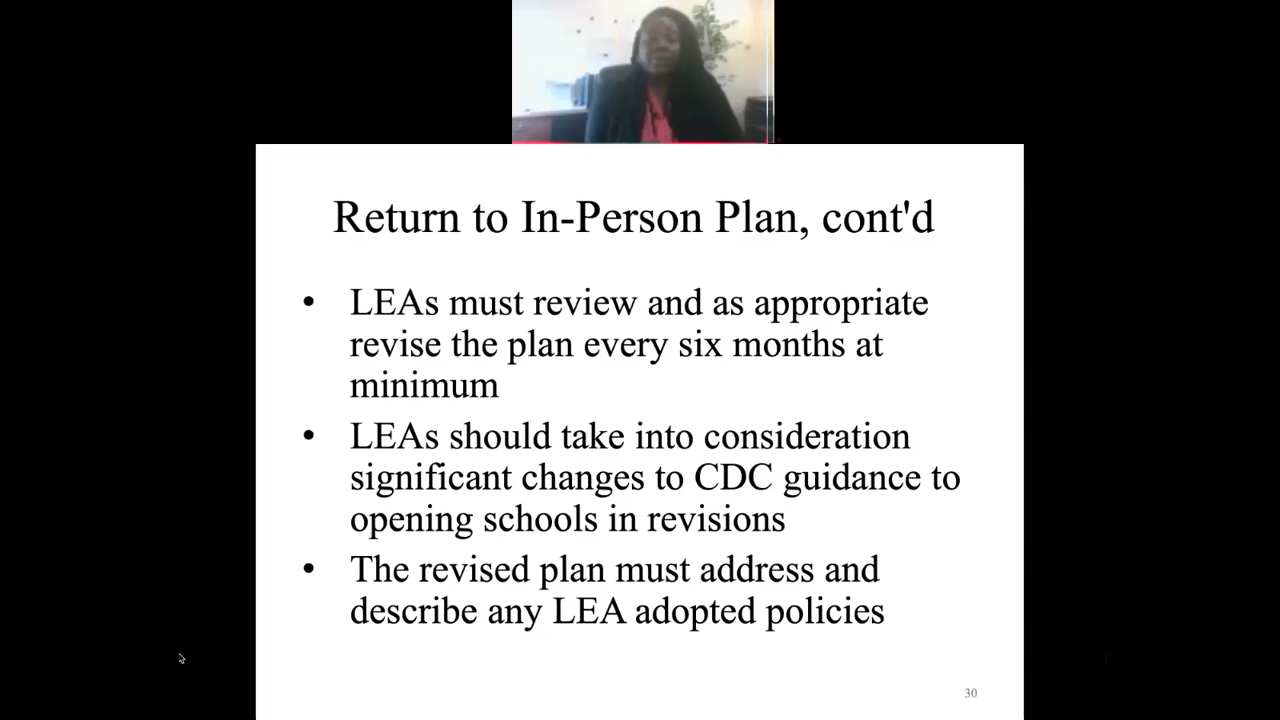 Return to In-Person Plan, cont'd
• LEAs must review and as appropriate
revise the plan every six months at
minimum
• LEAs should take into consideration
significant changes to CDC guidance to
opening schools in revisions
• The revised plan must address and
describe any LEA adopted policies
30